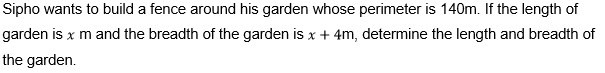 Sipho wants to build a fence around his garden whose perimeter is 140m. If the length of
garden is x m and the breadth of the garden is x + 4m, determine the length and breadth of
the garden.